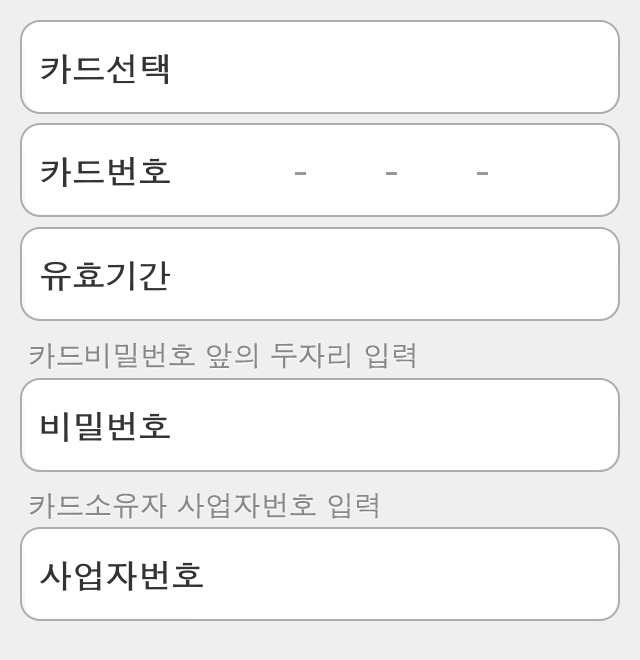 카드선택
카드번호 - - -
유효기간
카드비밀번호 앞의 두자리 입력
비밀번호
카드소유자 사업자번호 입력
사업자번호